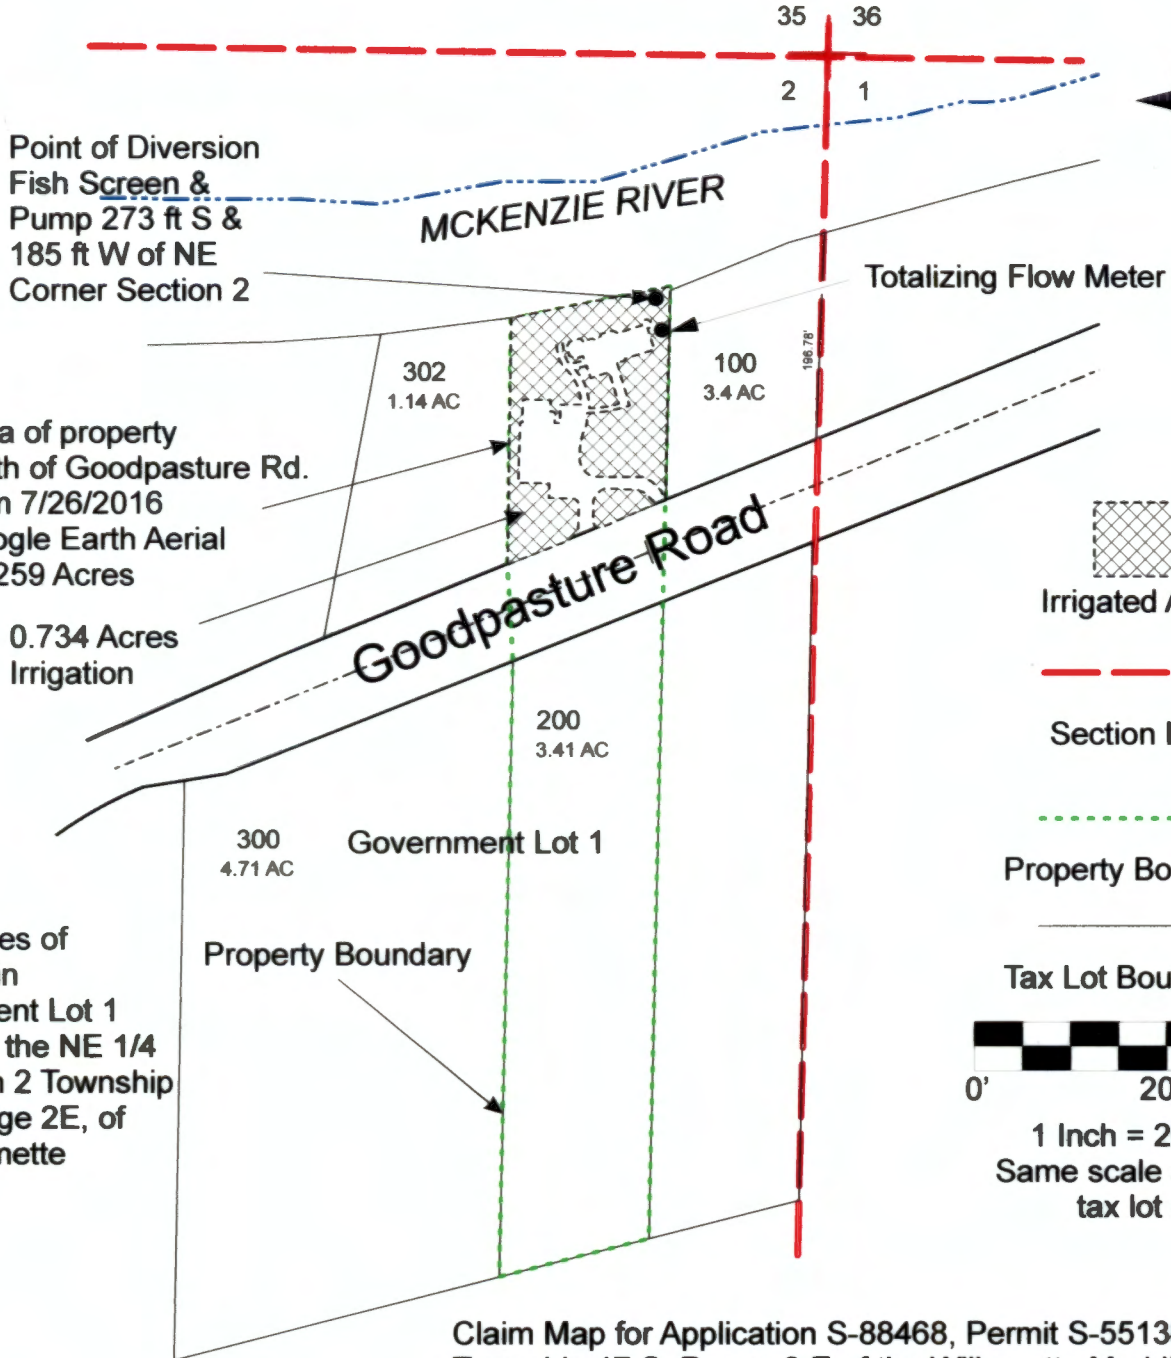 35 36
2 1
Point of Diversion
Fish Screen &
Pump 273 ft S &
185 ft W of NE
Corner Section 2
MCKENZIE RIVER
Totalizing Flow Meter
196.78'
302
1.14 AC
100
3.4 AC
a of property
th of Goodpasture Rd.
n 7/26/2016
ogle Earth Aerial
259 Acres
0.734 Acres
Irrigation
Goodpasture Road
Irrigated A
Section
200
3.41 AC
300
4.71 AC
Government Lot 1
Property Bo
Property Boundary
es of
n
ent Lot 1
the NE 1/4
n 2 Township
ge 2E, of
mette
Tax Lot Bou
0' 20
1 Inch = 2
Same scale
tax lot
Claim Map for Application S-88468, Permit S-5513